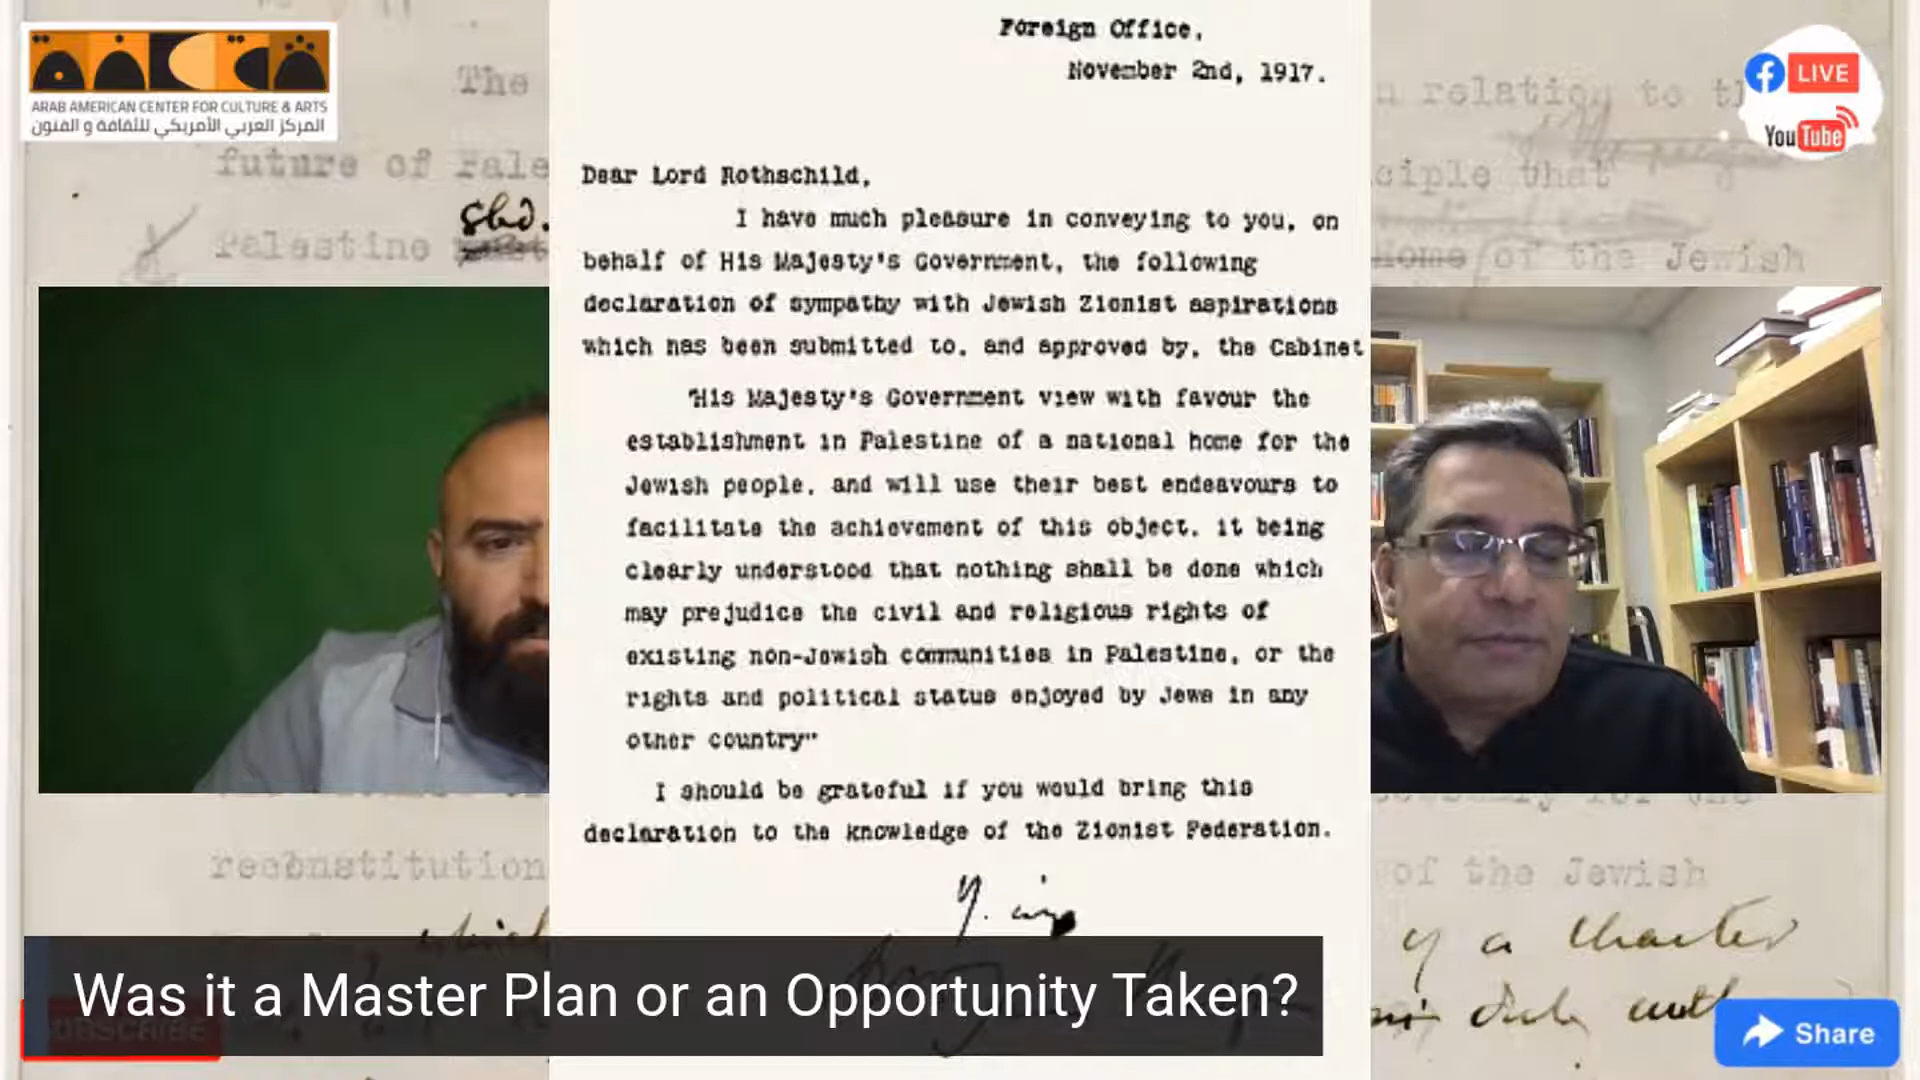 ARAB AMERICAN CENTER FOR CULTURE & ARTS
المركز العربي الأمريكي للثقافة و الفنون
LIVE
YouTube
Foreign Office,
November 2nd, 1917.
Dear Lord Rothschild,
I have much pleasure in conveying to you, on
behalf of His Majesty's Government, the following
declaration of sympathy with Jewish Zionist aspirations
which has been submitted to, and approved by, the Cabinet
"His Majesty's Government view with favour the
establishment in Palestine of a national home for the
Jewish people, and will use their best endeavours to
facilitate the achievement of this object, it being
clearly understood that nothing shall be done which
may prejudice the civil and religious rights of
existing non-Jewish communities in Palestine, or the
rights and political status enjoyed by Jews in any
other country"
I should be grateful if you would bring this
declaration to the knowledge of the Zionist Federation.
The
n relation to t
future of Pale
ciple that
Palestine
Home of the Jewish
reconstitution
of the Jewish
which
of a Charter
Was it a Master Plan or an Opportunity Taken?
SUBSCRIBE
Share